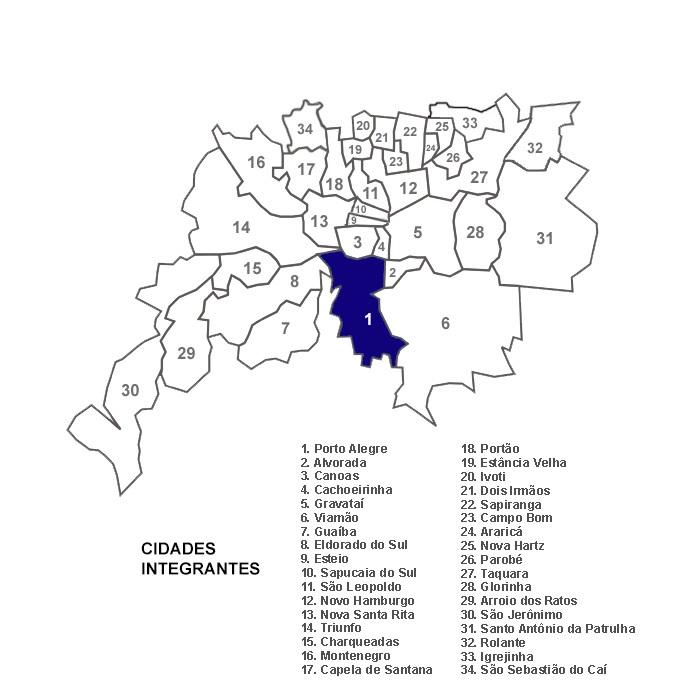 34
20
22
25
33
21
24
32
19
16
17
23
26
18
11
12
27
10
13
9
14
3
4
5
28
31
15
8
2
1
6
7
29
30
CIDADES
INTEGRANTES
1. Porto Alegre
2. Alvorada
3. Canoas
4. Cachoeirinha
5. Gravataí
6. Viamão
7. Guaíba
8. Eldorado do Sul
9. Esteio
10. Sapucaia do Sul
11. São Leopoldo
12. Novo Hamburgo
13. Nova Santa Rita
14. Triunfo
15. Charqueadas
16. Montenegro
17. Capela de Santana
18. Portão
19. Estância Velha
20. Ivoti
21. Dois Irmãos
22. Sapiranga
23. Campo Bom
24. Araricá
25. Nova Hartz
26. Parobé
27. Taquara
28. Glorinha
29. Arroio dos Ratos
30. São Jerônimo
31. Santo Antônio da Patrulha
32. Rolante
33. Igrejinha
34. São Sebastião do Caí